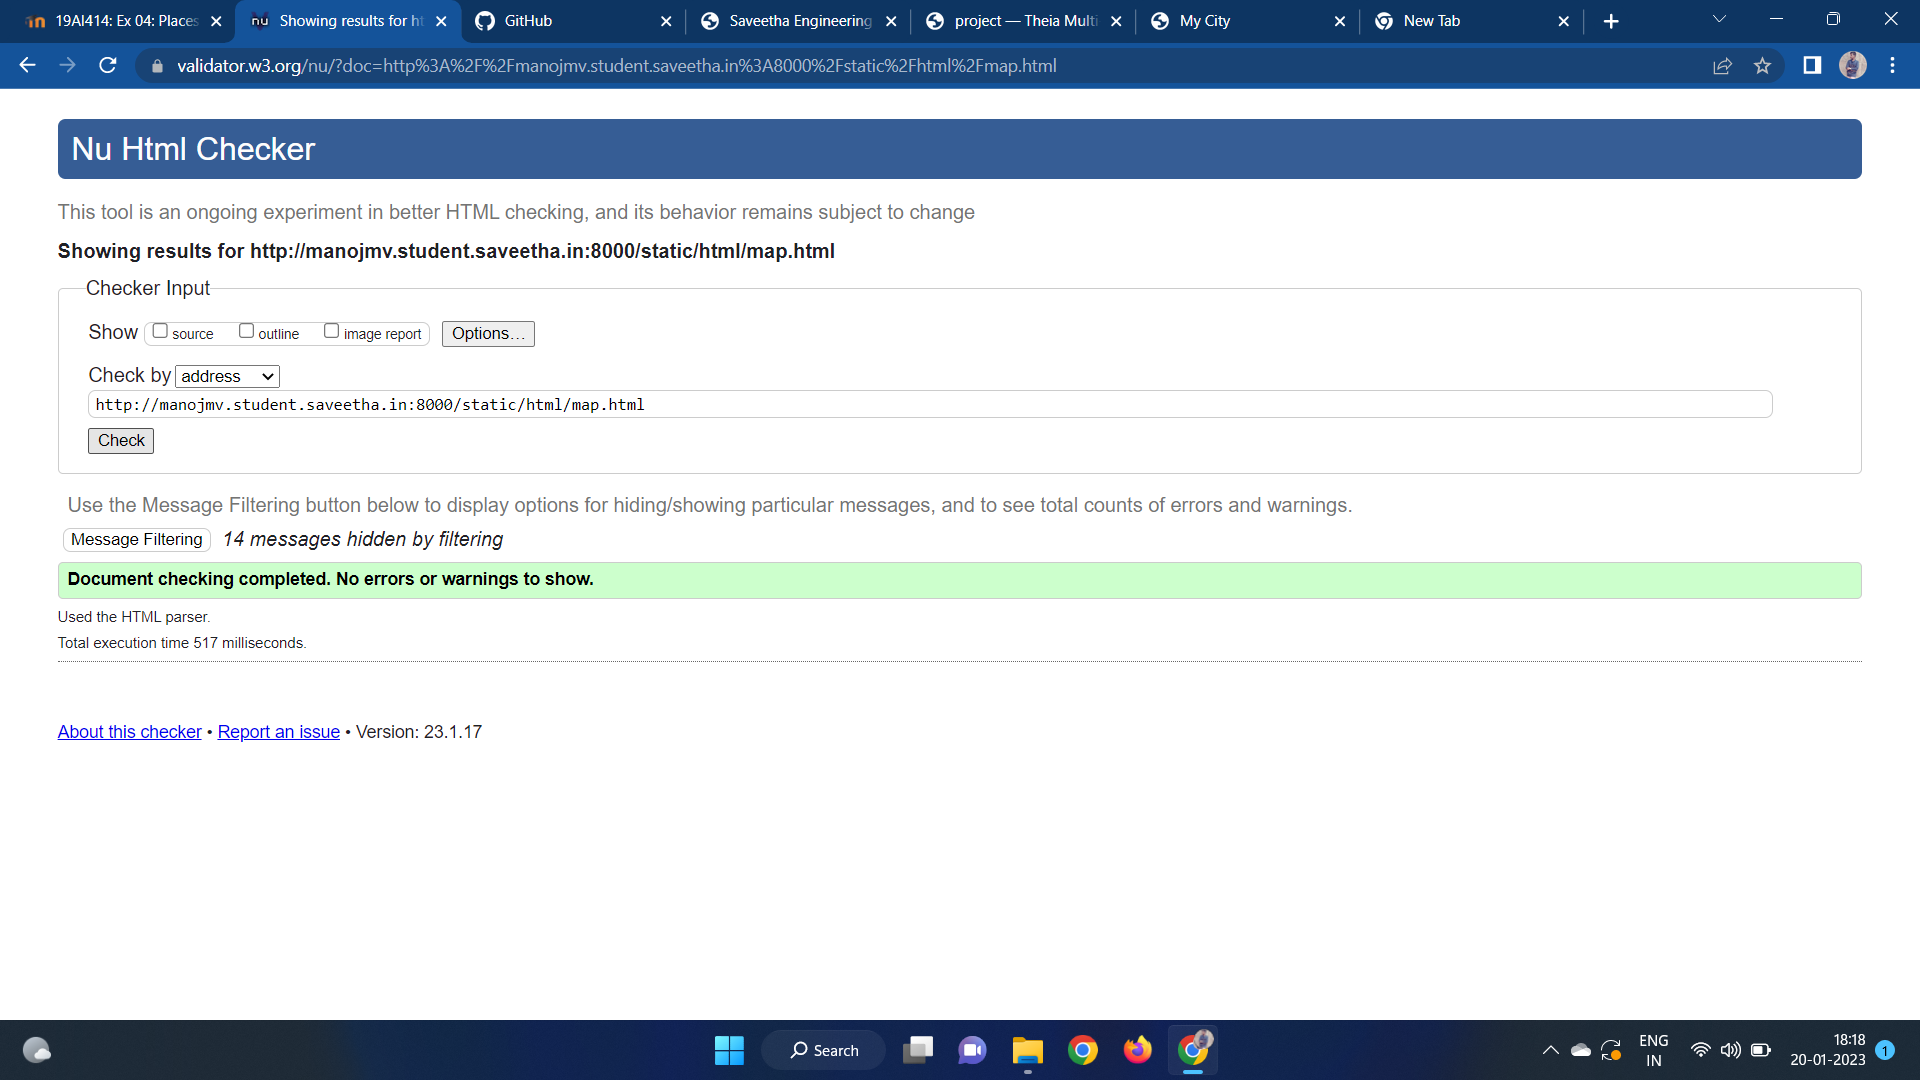 19AI414: Ex 04: Places
Showing results for ht
GitHub
Saveetha Engineering
project — Theia Multi
My City
New Tab
validator.w3.org/nu/?doc=http%3A%2F%2Fmanojmv.student.saveetha.in%3A8000%2Fstatic%2Fhtml%2Fmap.html
Nu Html Checker
This tool is an ongoing experiment in better HTML checking, and its behavior remains subject to change
Showing results for http://manojmv.student.saveetha.in:8000/static/html/map.html
Checker Input
Show source outline image report Options...
Check by address
http://manojmv.student.saveetha.in:8000/static/html/map.html
Check
Use the Message Filtering button below to display options for hiding/showing particular messages, and to see total counts of errors and warnings.
Message Filtering 14 messages hidden by filtering
Document checking completed. No errors or warnings to show.
Used the HTML parser.
Total execution time 517 milliseconds.
About this checker • Report an issue • Version: 23.1.17
Search
ENG
IN
18:18
20-01-2023
1